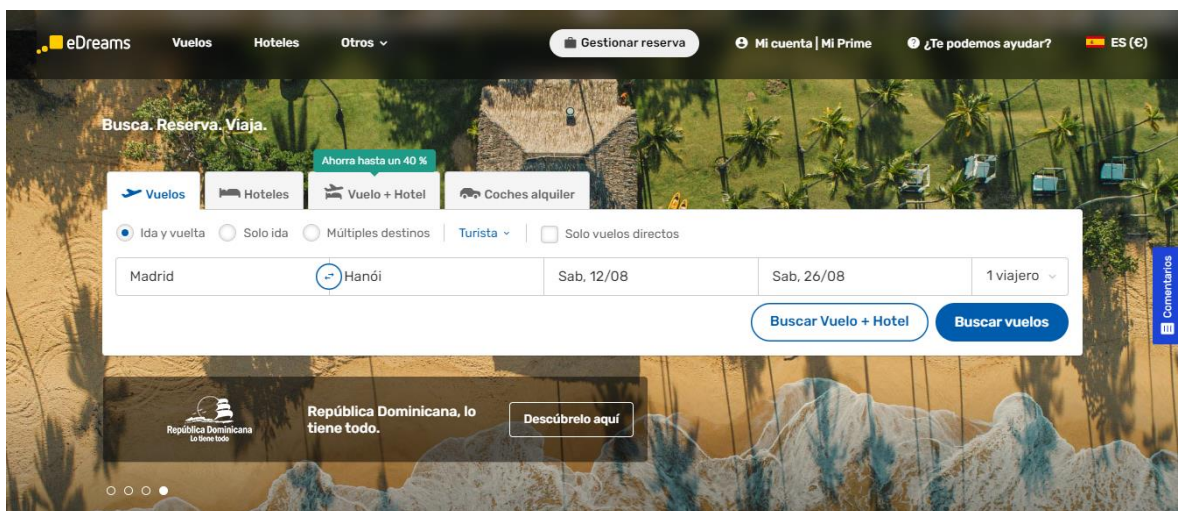 eDreams
Vuelos
Hoteles
Otros
Gestionar reserva
Mi cuenta | Mi Prime
¿Te podemos ayudar?
ES (€)
Busca. Reserva. Viaja.
Ahorra hasta un 40 %
Vuelos
Hoteles
Vuelo + Hotel
Coches alquiler
Ida y vuelta
Solo ida
Múltiples destinos
Turista
Solo vuelos directos
Madrid
Hanói
Sab, 12/08
Sab, 26/08
1 viajero
Buscar Vuelo + Hotel
Buscar vuelos
Comentarios
República Dominicana
Lo tiene todo
República Dominicana, lo
tiene todo.
Descúbrelo aquí